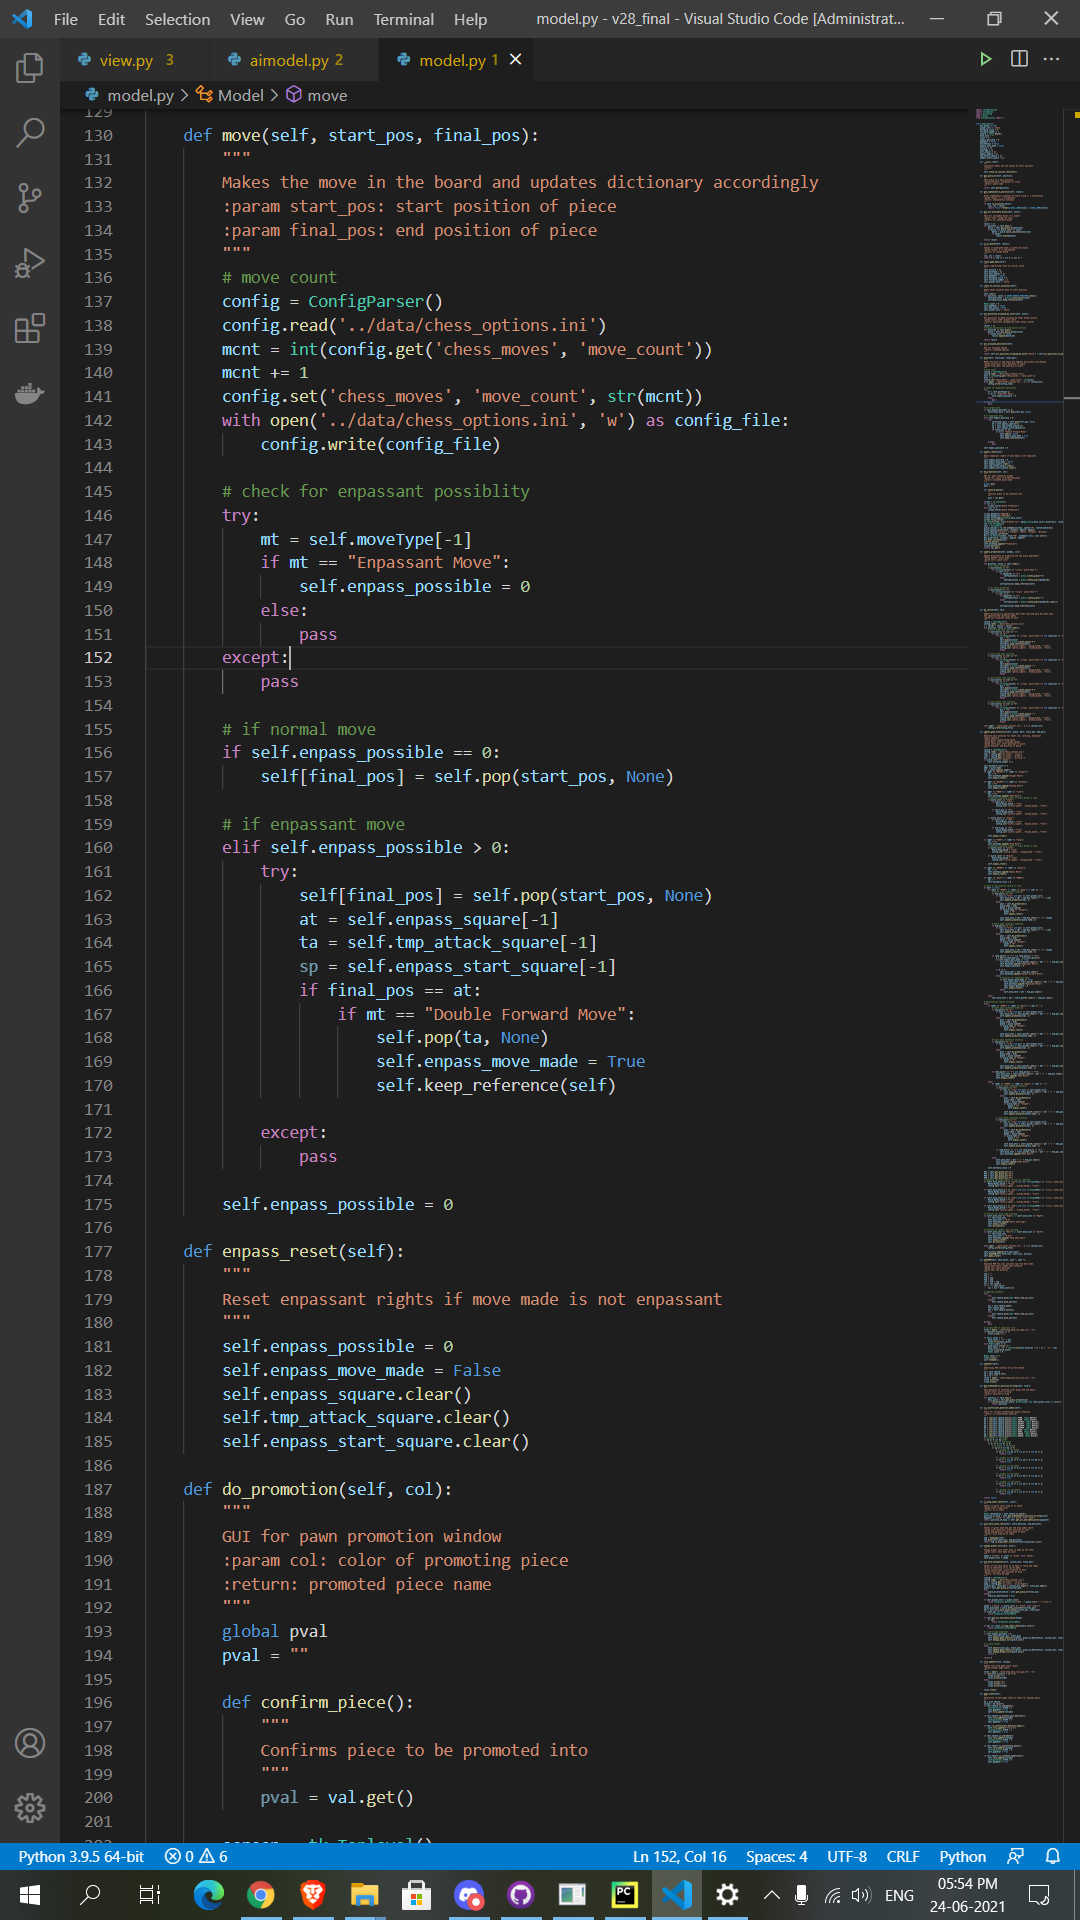 File Edit Selection View Go Run Terminal Help model.py - v28_final - Visual Studio Code [Administrat...
view.py 3 aimodel.py 2 model.py 1
model.py > Model > move
129
130 def move(self, start_pos, final_pos):
131 """
132 Makes the move in the board and updates dictionary accordingly
133 :param start_pos: start position of piece
134 :param final_pos: end position of piece
135 """
136 # move count
137 config = ConfigParser()
138 config.read('../data/chess_options.ini')
139 mcnt = int(config.get('chess_moves', 'move_count'))
140 mcnt += 1
141 config.set('chess_moves', 'move_count', str(mcnt))
142 with open('../data/chess_options.ini', 'w') as config_file:
143 config.write(config_file)
144
145 # check for enpassant possiblity
146 try:
147 mt = self.moveType[-1]
148 if mt == "Enpassant Move":
149 self.enpass_possible = 0
150 else:
151 pass
152 except:
153 pass
154
155 # if normal move
156 if self.enpass_possible == 0:
157 self[final_pos] = self.pop(start_pos, None)
158
159 # if enpassant move
160 elif self.enpass_possible > 0:
161 try:
162 self[final_pos] = self.pop(start_pos, None)
163 at = self.enpass_square[-1]
164 ta = self.tmp_attack_square[-1]
165 sp = self.enpass_start_square[-1]
166 if final_pos == at:
167 if mt == "Double Forward Move":
168 self.pop(ta, None)
169 self.enpass_move_made = True
170 self.keep_reference(self)
171
172 except:
173 pass
174
175 self.enpass_possible = 0
176
177 def enpass_reset(self):
178 """
179 Reset enpassant rights if move made is not enpassant
180 """
181 self.enpass_possible = 0
182 self.enpass_move_made = False
183 self.enpass_square.clear()
184 self.tmp_attack_square.clear()
185 self.enpass_start_square.clear()
186
187 def do_promotion(self, col):
188 """
189 GUI for pawn promotion window
190 :param col: color of promoting piece
191 :return: promoted piece name
192 """
193 global pval
194 pval = ""
195
196 def confirm_piece():
197 """
198 Confirms piece to be promoted into
199 """
200 pval = val.get()
201
202 = tk.Toplevel()
Python 3.9.5 64-bit 0 6 Ln 152, Col 16 Spaces: 4 UTF-8 CRLF Python
PC ENG 05:54 PM
24-06-2021